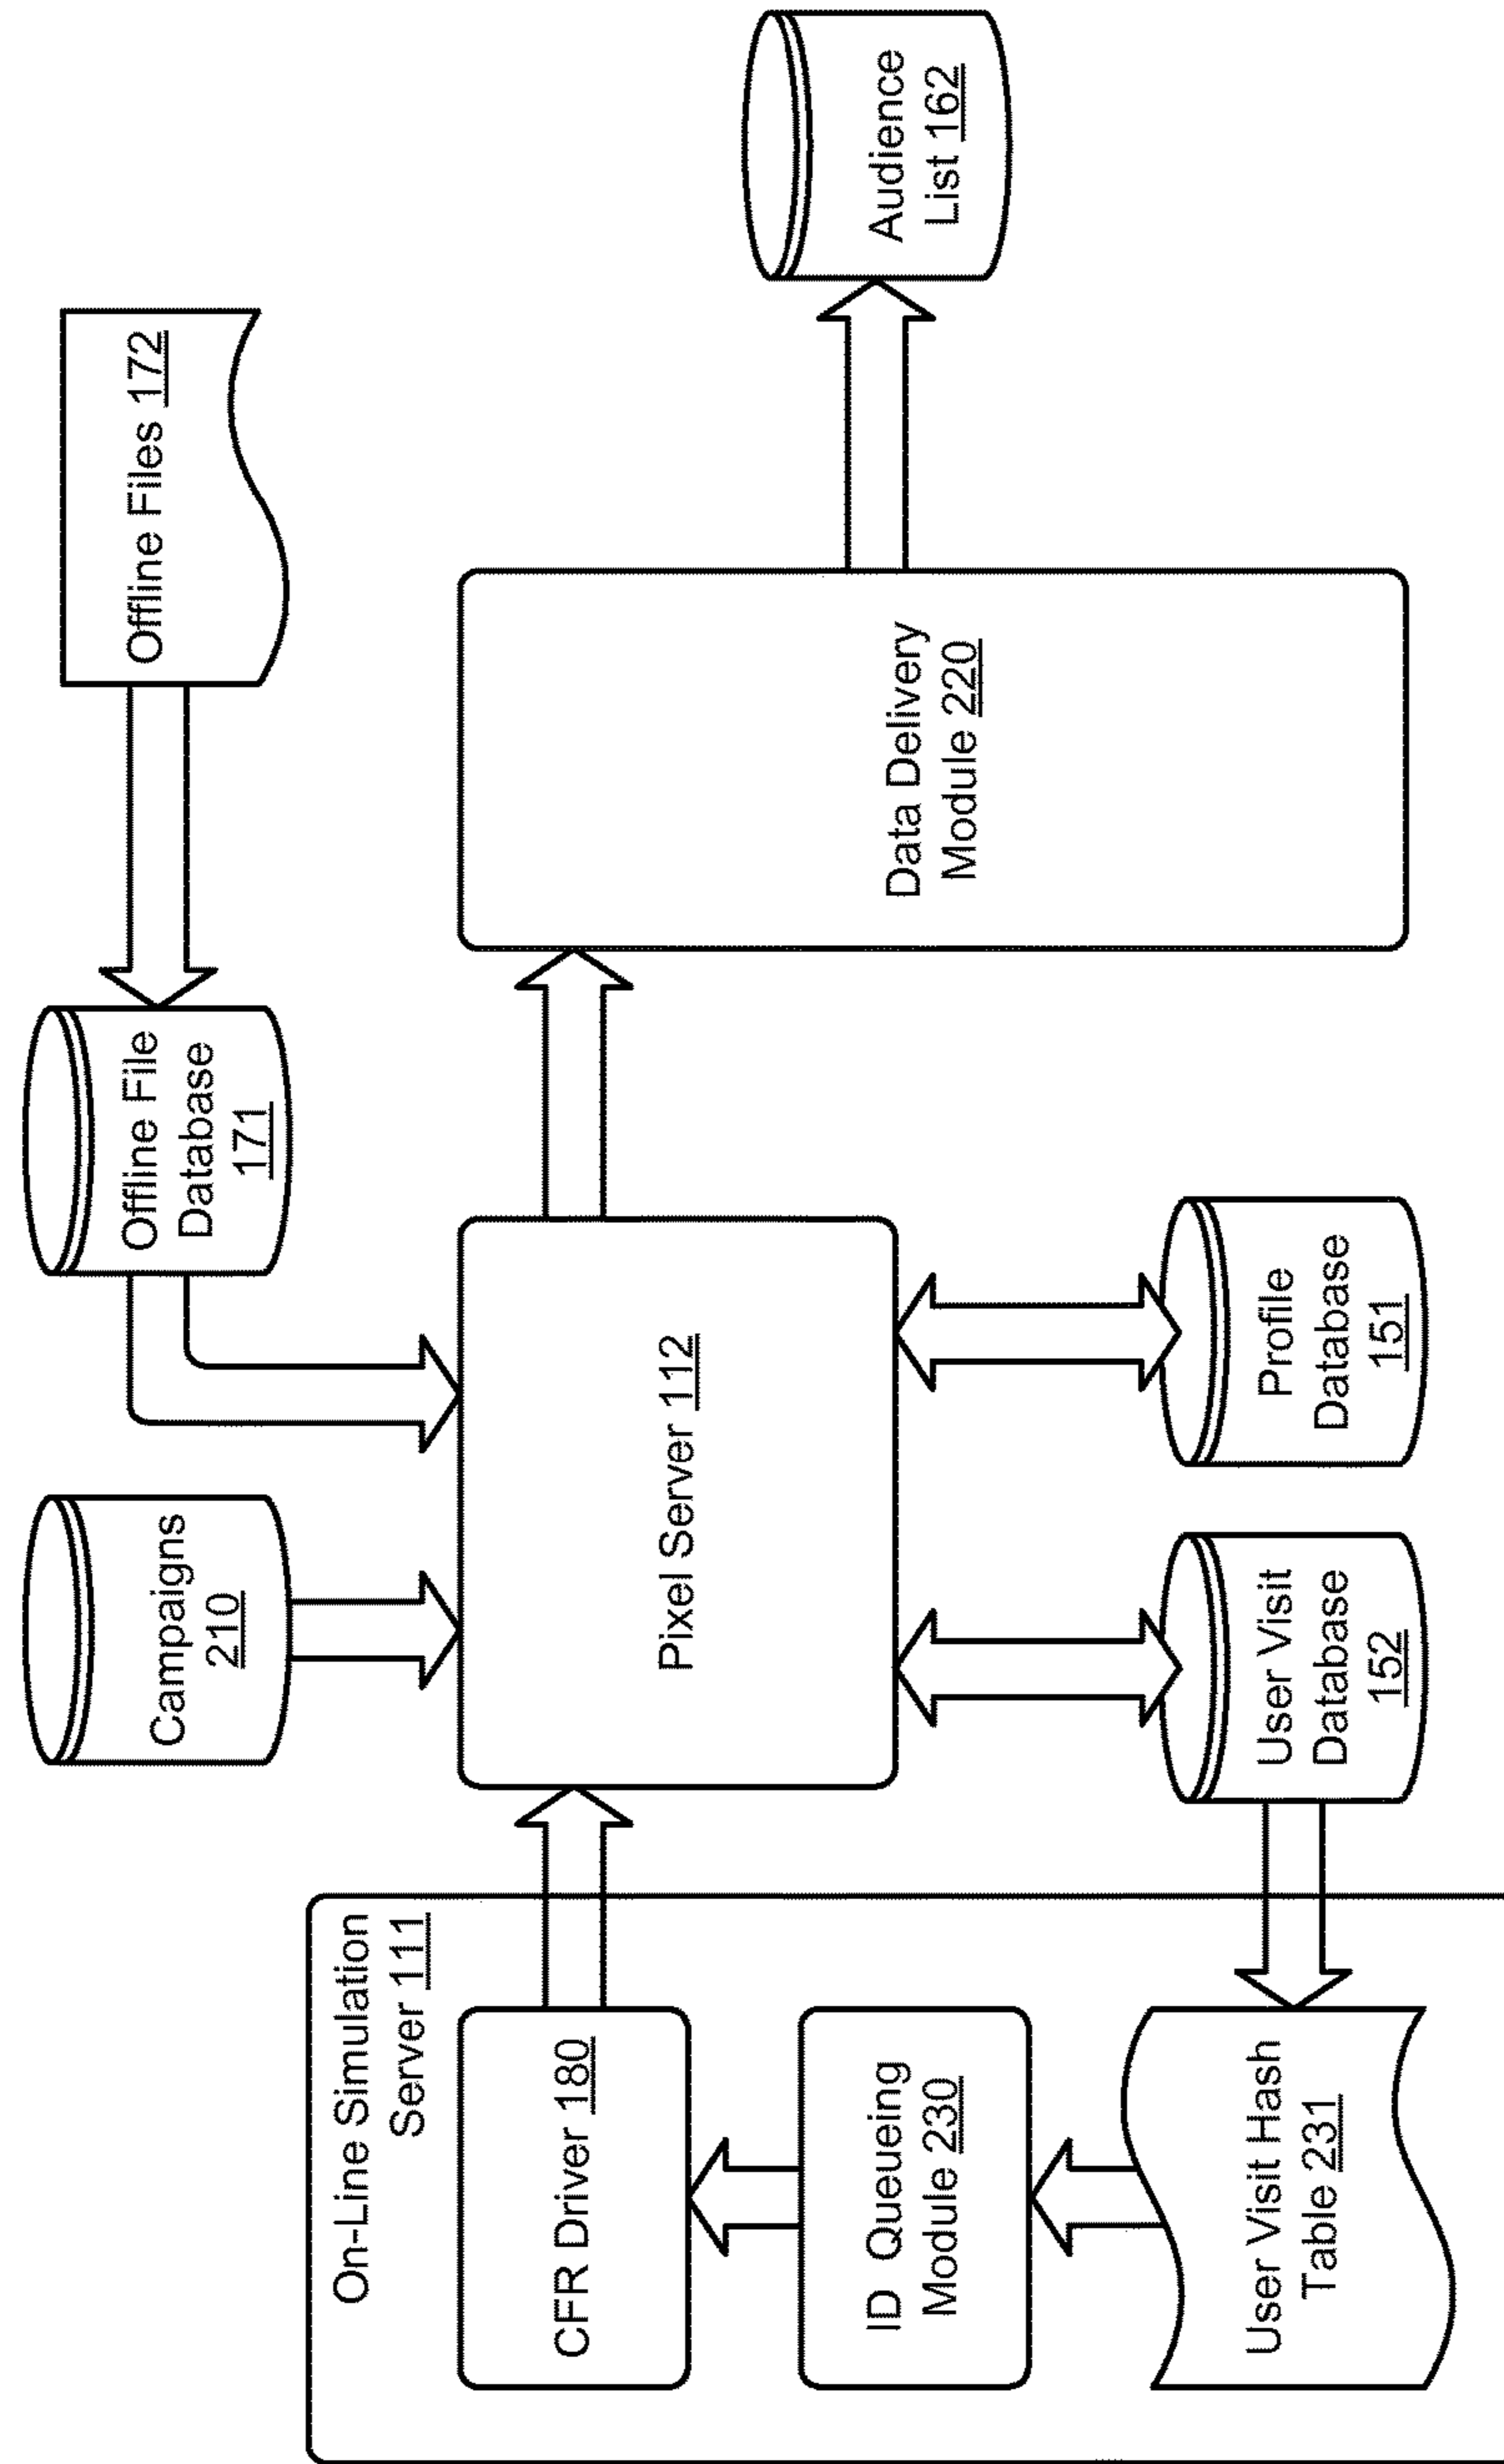 Campaigns
210
Offline File
Database
171
Offline Files 172
On-Line Simulation
Server 111
CFR Driver 180
ID Queueing
Module 230
User Visit Hash
Table 231
Pixel Server 112
User Visit
Database
152
Profile
Database
151
Data Delivery
Module 220
Audience
List 162